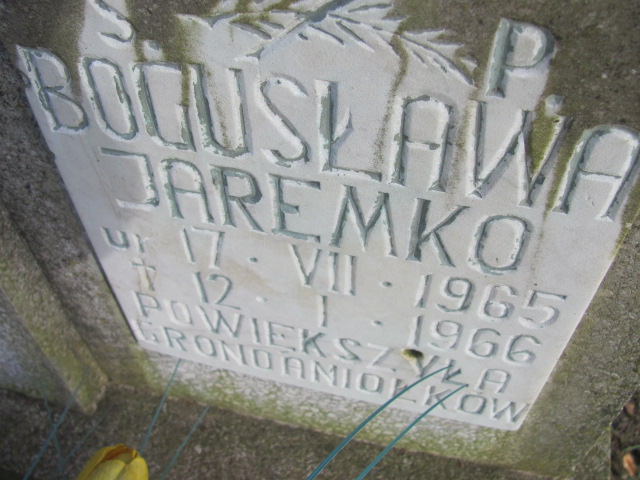 Ś. P.
BOGUSŁAWA
JAREMKO
ur 17 · VII · 1965
† 12 · I · 1966
POWIEKSZYŁA
GRONO ANIOŁKÓW